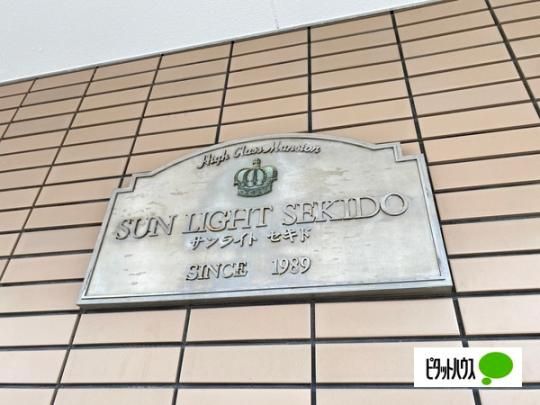 High Class Mansion
SUN LIGHT SEKIDO
サンライト セキド
SINCE 1989
ピタットハウス